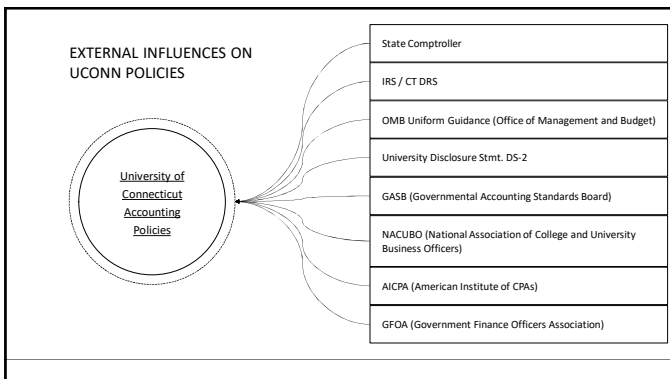 EXTERNAL INFLUENCES ON
UCONN POLICIES
University of
Connecticut
Accounting
Policies
State Comptroller
IRS / CT DRS
OMB Uniform Guidance (Office of Management and Budget)
University Disclosure Stmt. DS-2
GASB (Governmental Accounting Standards Board)
NACUBO (National Association of College and University
Business Officers)
AICPA (American Institute of CPAs)
GFOA (Government Finance Officers Association)